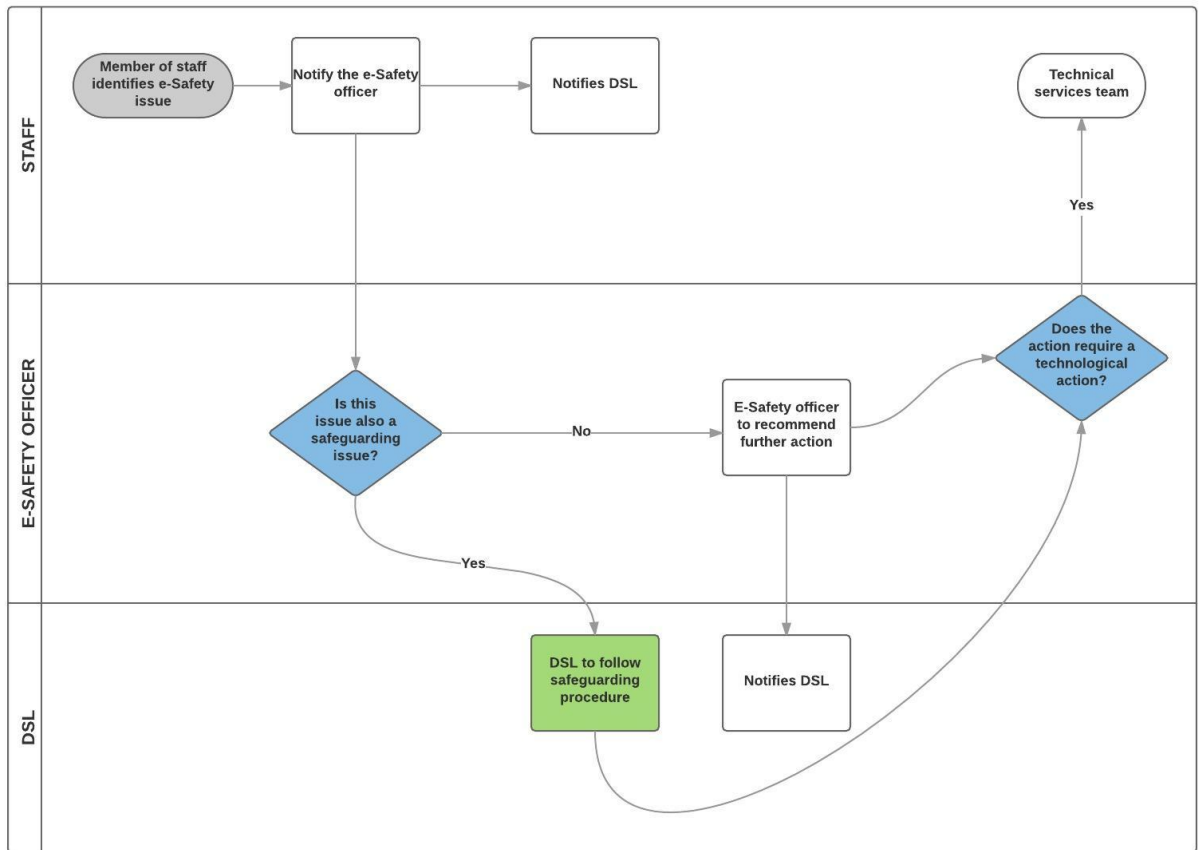 STAFF
Member of staff
identifies e-Safety
issue
Notify the e-Safety
officer
Notifies DSL
Technical
services team
Yes
E-SAFETY OFFICER
Is this
issue also a
safeguarding
issue?
No
E-Safety officer
to recommend
further action
Does the
action require a
technological
action?
Yes
DSL
DSL to follow
safeguarding
procedure
Notifies DSL